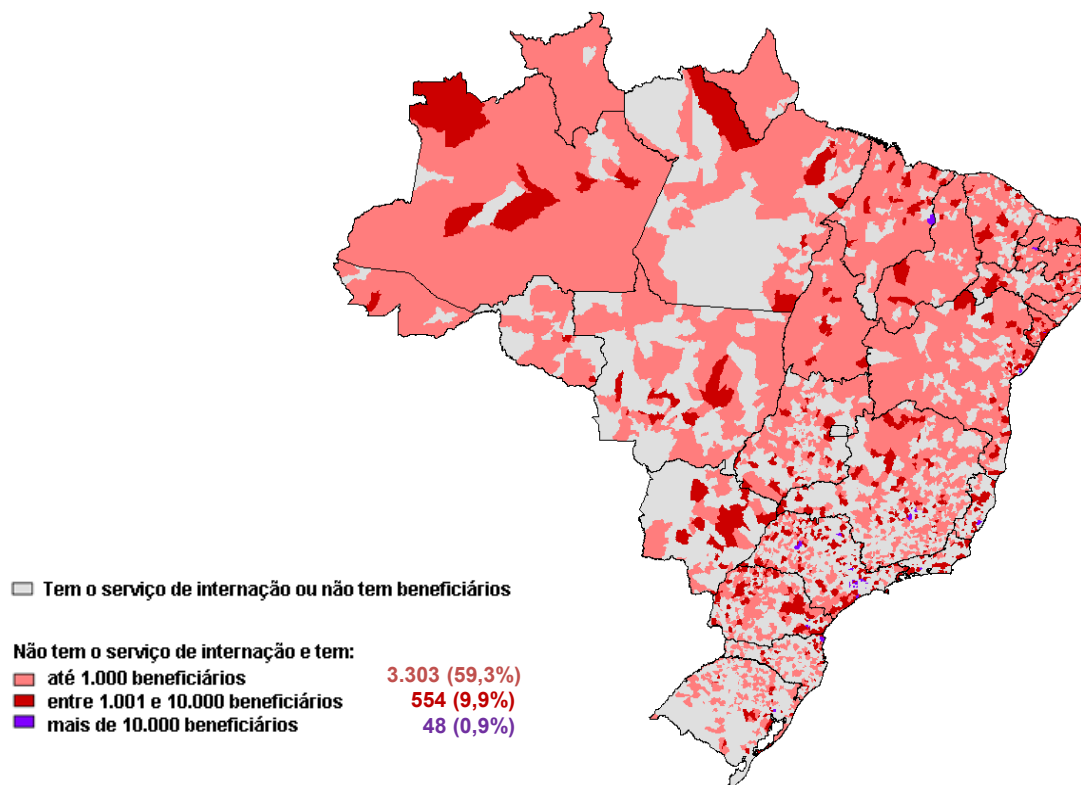 Tem o serviço de internação ou não tem beneficiários
Não tem o serviço de internação e tem:
até 1.000 beneficiários 3.303 (59,3%)
entre 1.001 e 10.000 beneficiários 554 (9,9%)
mais de 10.000 beneficiários 48 (0,9%)